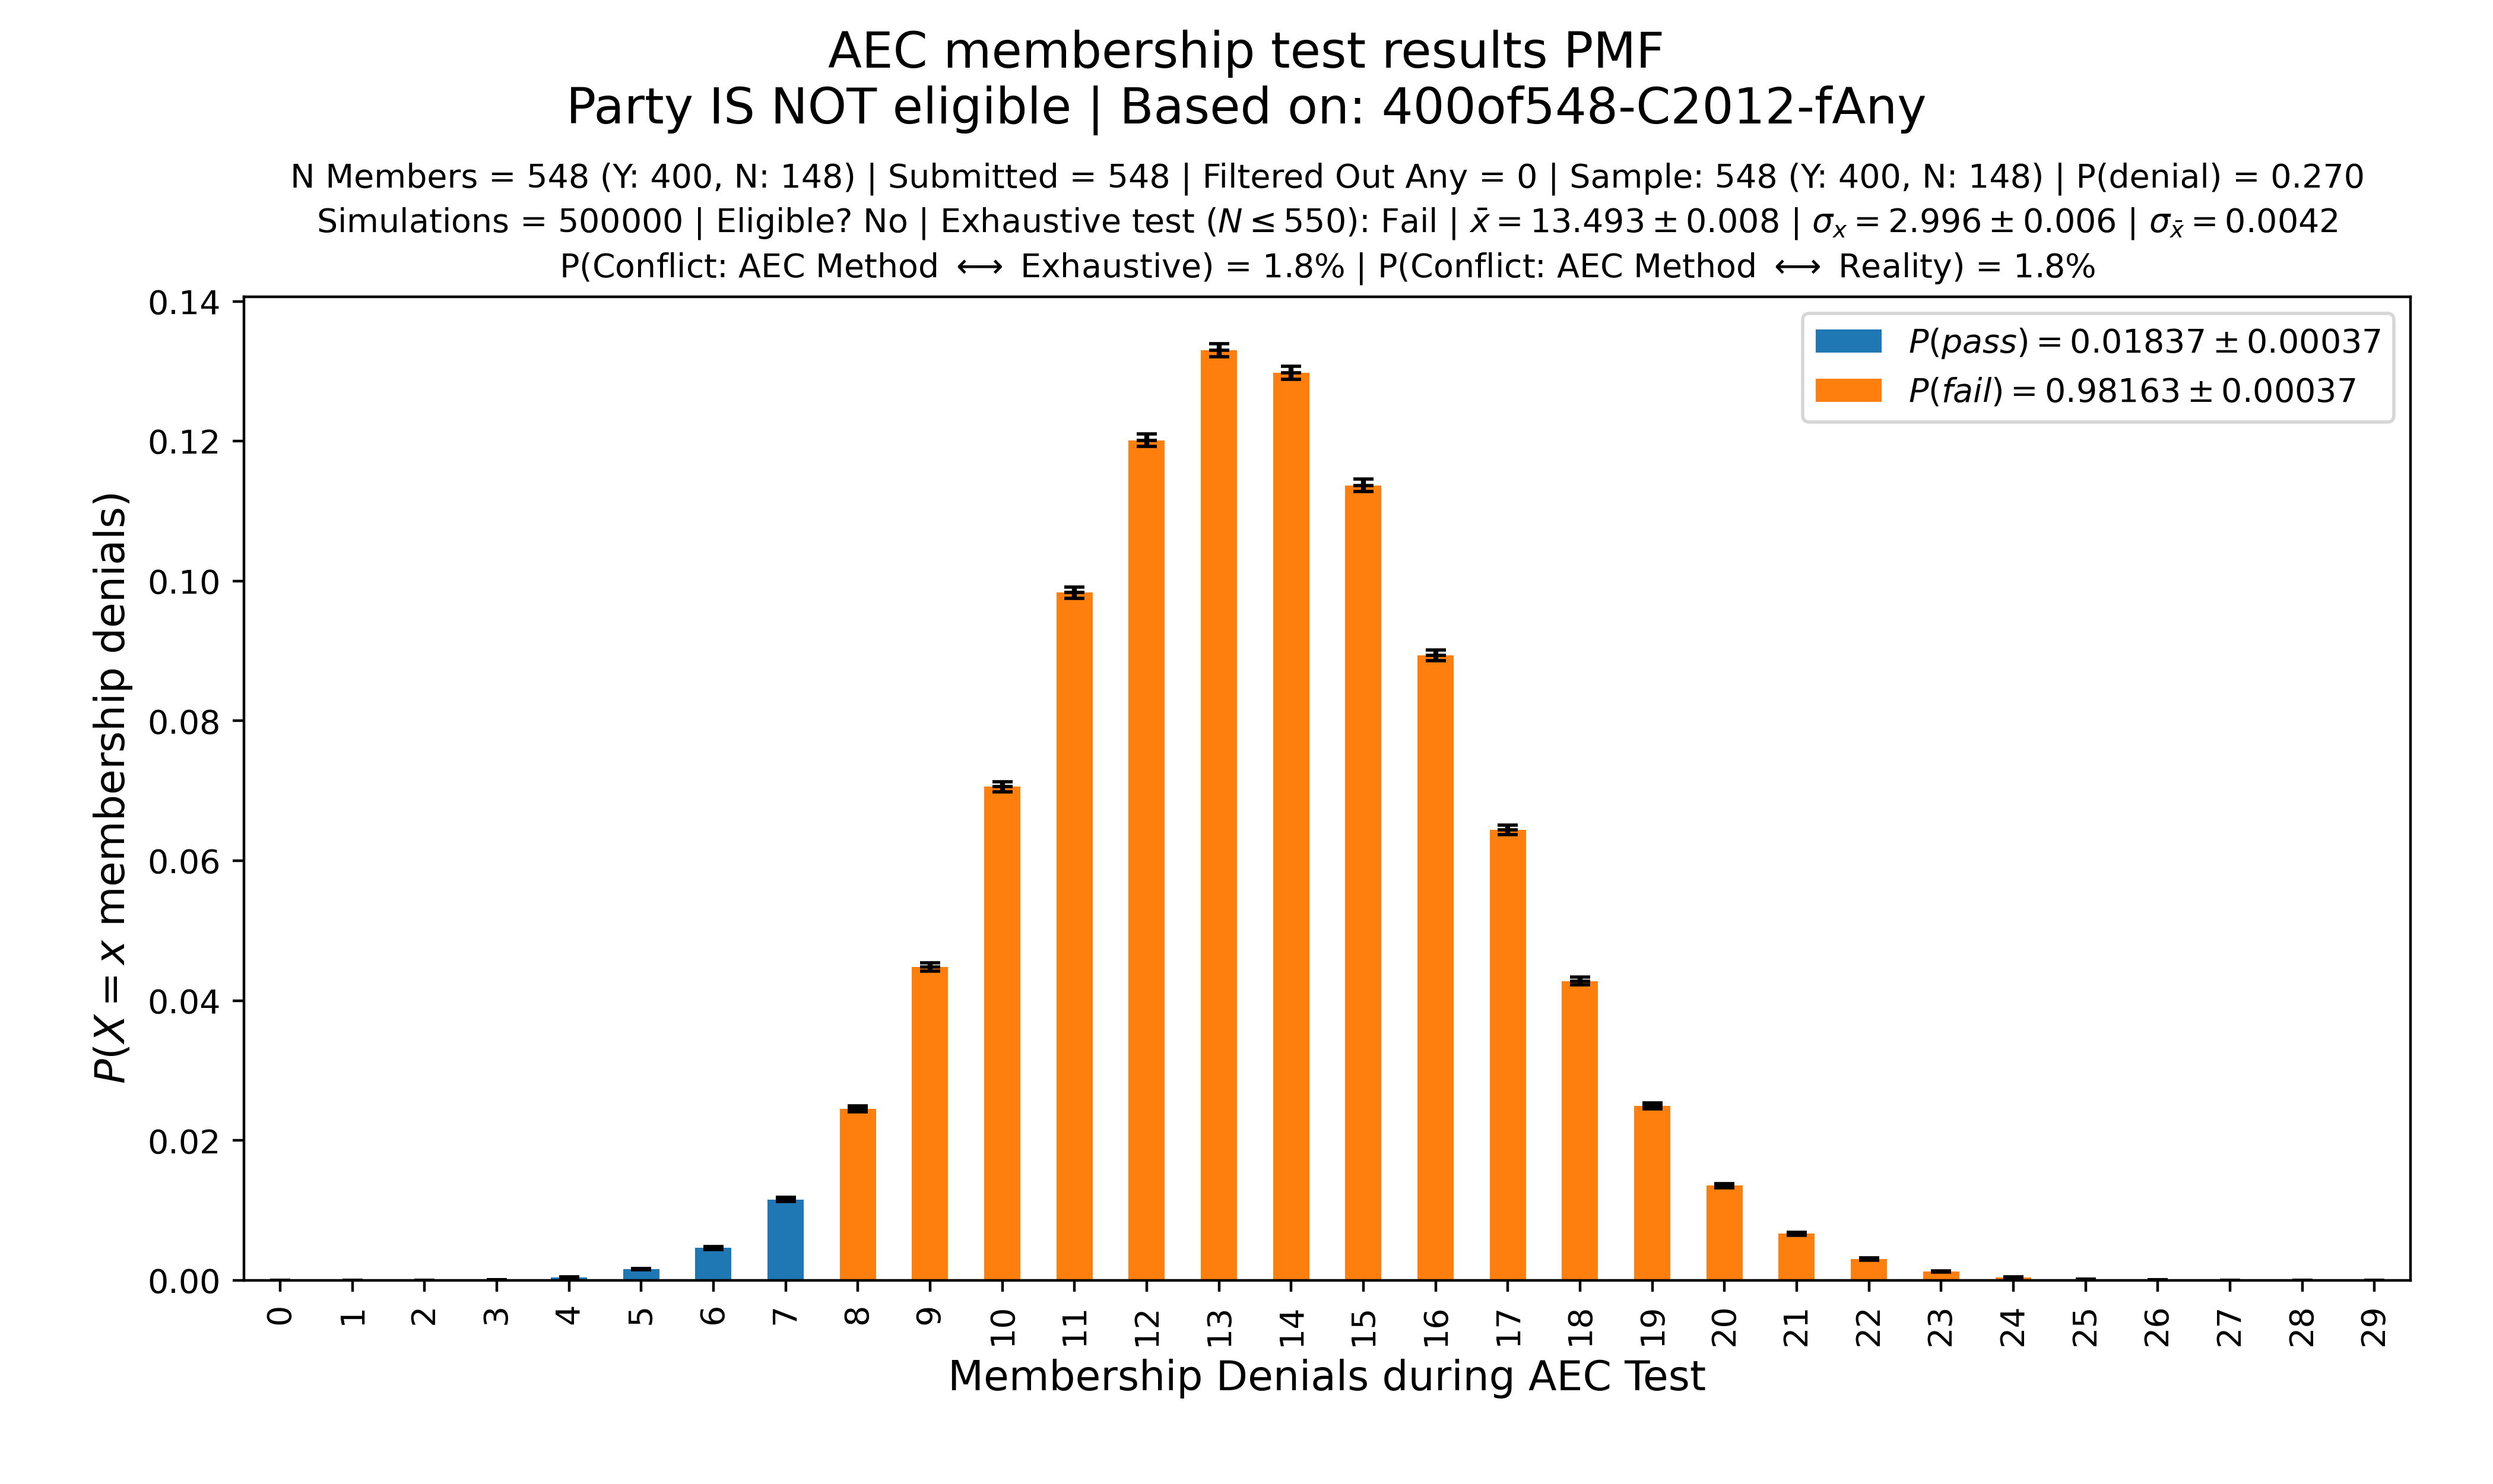 AEC membership test results PMF
Party IS NOT eligible | Based on: 400of548-C2012-fAny
N Members = 548 (Y: 400, N: 148) | Submitted = 548 | Filtered Out Any = 0 | Sample: 548 (Y: 400, N: 148) | P(denial) = 0.270
Simulations = 500000 | Eligible? No | Exhaustive test (N ≤ 550): Fail | x̄ = 13.493 ± 0.008 | σₓ = 2.996 ± 0.006 | σ_x̄ = 0.0042
P(Conflict: AEC Method ⟷ Exhaustive) = 1.8% | P(Conflict: AEC Method ⟷ Reality) = 1.8%
P(pass) = 0.01837 ± 0.00037
P(fail) = 0.98163 ± 0.00037
P(X = x membership denials)
0.14
0.12
0.10
0.08
0.06
0.04
0.02
0.00
0 1 2 3 4 5 6 7 8 9 10 11 12 13 14 15 16 17 18 19 20 21 22 23 24 25 26 27 28 29
Membership Denials during AEC Test